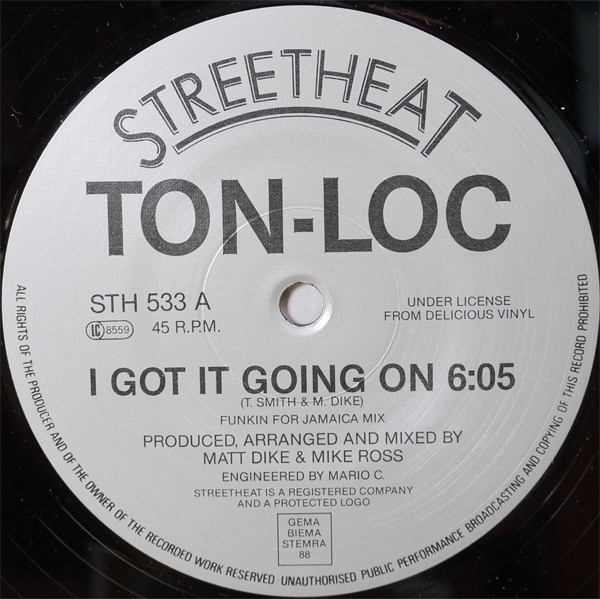 STREETHEAT
TON-LOC
STH 533 A
LC 8559 45 R.P.M.
UNDER LICENSE
FROM DELICIOUS VINYL
I GOT IT GOING ON 6:05
(T. SMITH & M. DIKE)
FUNKIN FOR JAMAICA MIX
PRODUCED, ARRANGED AND MIXED BY
MATT DIKE & MIKE ROSS
ENGINEERED BY MARIO C.
STREETHEAT IS A REGISTERED COMPANY
AND A PROTECTED LOGO
GEMA
BIEMA
STEMRA
88
ALL RIGHTS OF THE PRODUCER AND OF THE OWNER OF THE RECORDED WORK RESERVED UNAUTHORISED PUBLIC PERFORMANCE BROADCASTING AND COPYING OF THIS RECORD PROHIBITED